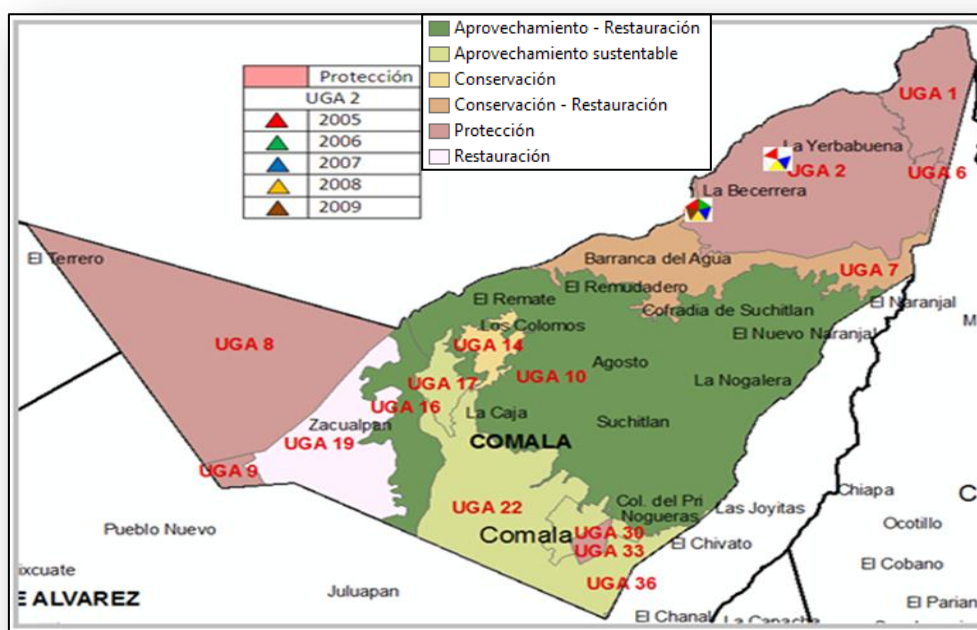 Aprovechamiento - Restauración
Aprovechamiento sustentable
Conservación
Conservación - Restauración
Protección
Restauración
Protección
UGA 2
2005
2006
2007
2008
2009
UGA 1
La Yerbabuena
UGA 2
UGA 6
La Becerrera
El Terrero
Barranca del Agua
UGA 7
El Remudadero
El Remate
Cofradia de Suchitlan
El Naranjal
Los Colomos
El Nuevo Naranjal
UGA 8
UGA 14
Agosto
UGA 10
UGA 17
La Nogalera
UGA 16
La Caja
Suchitlan
Zacualpan
UGA 19
COMALA
UGA 9
Chiapa
Col. del Pri
UGA 22
Nogueras
Las Joyitas
Pueblo Nuevo
Ocotillo
Comala
UGA 30
El Chivato
UGA 33
ixcuate
El Cobano
UGA 36
Juluapan
E ALVAREZ
El Parian
El Chanal